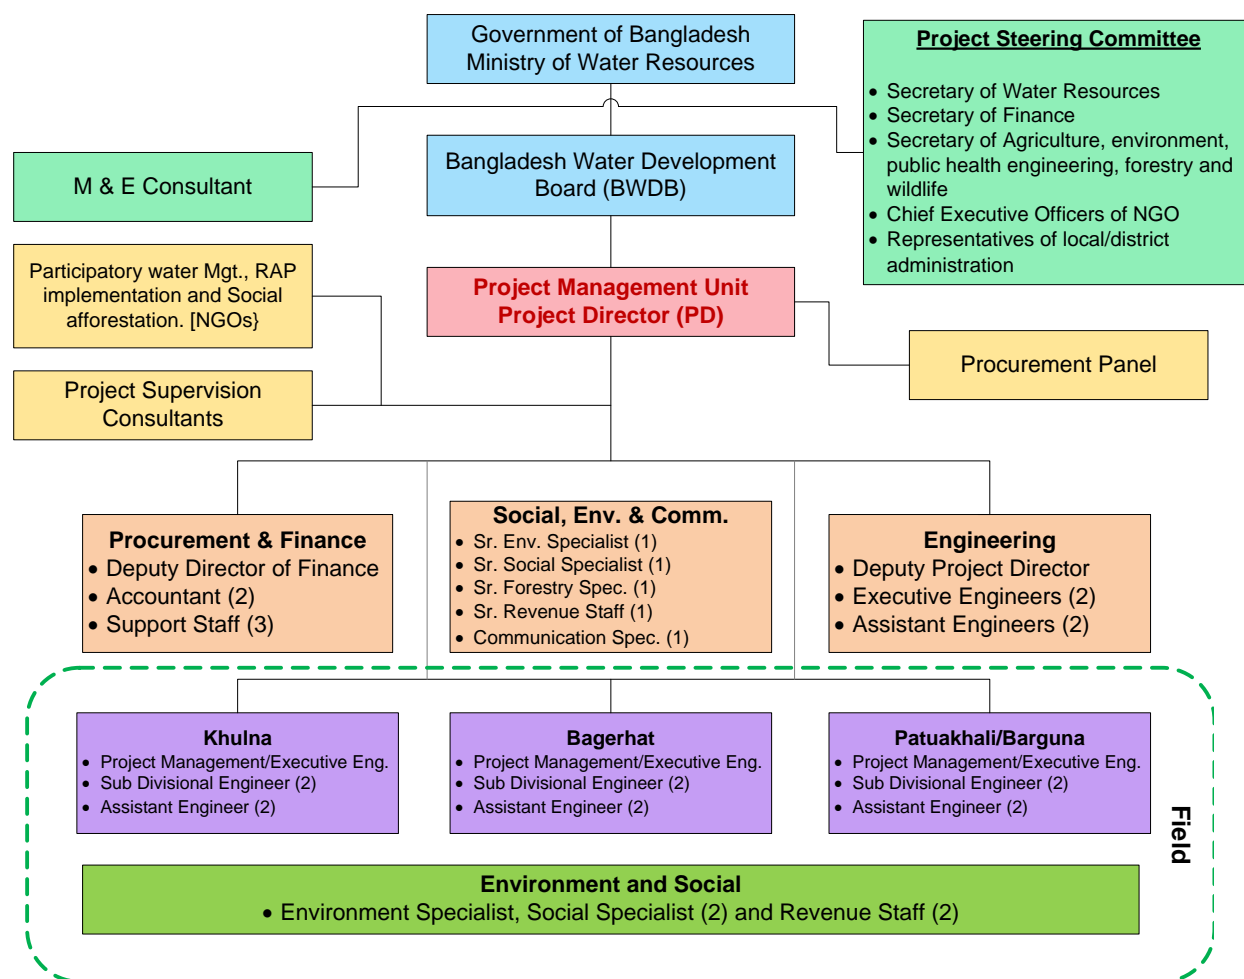 Government of Bangladesh
Ministry of Water Resources
Project Steering Committee
• Secretary of Water Resources
• Secretary of Finance
• Secretary of Agriculture, environment,
public health engineering, forestry and
wildlife
• Chief Executive Officers of NGO
• Representatives of local/district
administration
M & E Consultant
Bangladesh Water Development
Board (BWDB)
Participatory water Mgt., RAP
implementation and Social
afforestation. [NGOs}
Project Management Unit
Project Director (PD)
Procurement Panel
Project Supervision
Consultants
Procurement & Finance
• Deputy Director of Finance
• Accountant (2)
• Support Staff (3)
Social, Env. & Comm.
• Sr. Env. Specialist (1)
• Sr. Social Specialist (1)
• Sr. Forestry Spec. (1)
• Sr. Revenue Staff (1)
• Communication Spec. (1)
Engineering
• Deputy Project Director
• Executive Engineers (2)
• Assistant Engineers (2)
Khulna
• Project Management/Executive Eng.
• Sub Divisional Engineer (2)
• Assistant Engineer (2)
Bagerhat
• Project Management/Executive Eng.
• Sub Divisional Engineer (2)
• Assistant Engineer (2)
Patuakhali/Barguna
• Project Management/Executive Eng.
• Sub Divisional Engineer (2)
• Assistant Engineer (2)
Field
Environment and Social
• Environment Specialist, Social Specialist (2) and Revenue Staff (2)